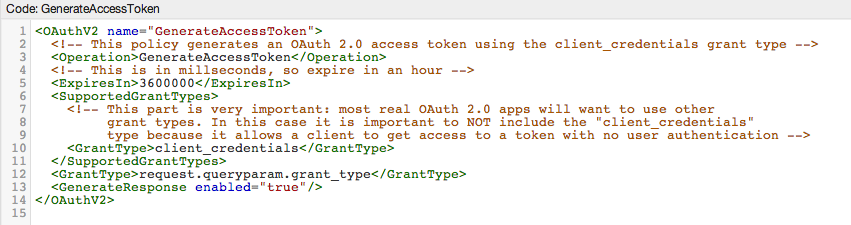 Code: GenerateAccessToken
1 <OAuthV2 name="GenerateAccessToken">
2 <!-- This policy generates an OAuth 2.0 access token using the client_credentials grant type -->
3 <Operation>GenerateAccessToken</Operation>
4 <!-- This is in millseconds, so expire in an hour -->
5 <ExpiresIn>3600000</ExpiresIn>
6 <SupportedGrantTypes>
7 <!-- This part is very important: most real OAuth 2.0 apps will want to use other
8 grant types. In this case it is important to NOT include the "client_credentials"
9 type because it allows a client to get access to a token with no user authentication -->
10 <GrantType>client_credentials</GrantType>
11 </SupportedGrantTypes>
12 <GrantType>request.queryparam.grant_type</GrantType>
13 <GenerateResponse enabled="true"/>
14 </OAuthV2>
15